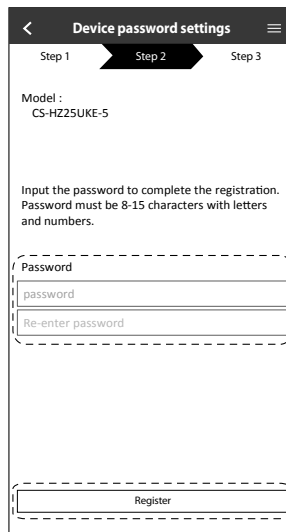 Device password settings
Step 1 Step 2 Step 3
Model :
CS-HZ25UKE-5
Input the password to complete the registration.
Password must be 8-15 characters with letters
and numbers.
Password
password
Re-enter password
Register